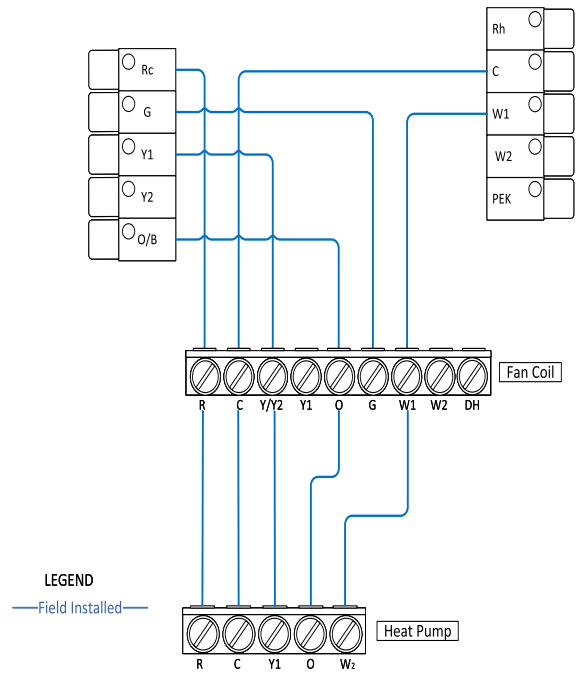 Rh
Rc
C
G
W1
Y1
W2
Y2
PEK
O/B
Fan Coil
R C Y/Y2 Y1 O G W1 W2 DH
LEGEND
Field Installed
Heat Pump
R C Y1 O W₂